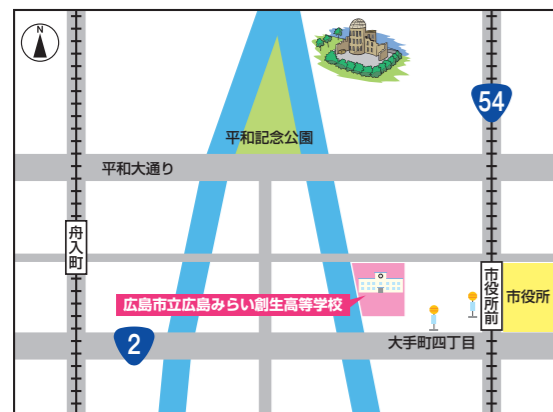 N
54
平和記念公園
平和大通り
舟入町
広島市立広島みらい創生高等学校
市役所前
市役所
2
大手町四丁目